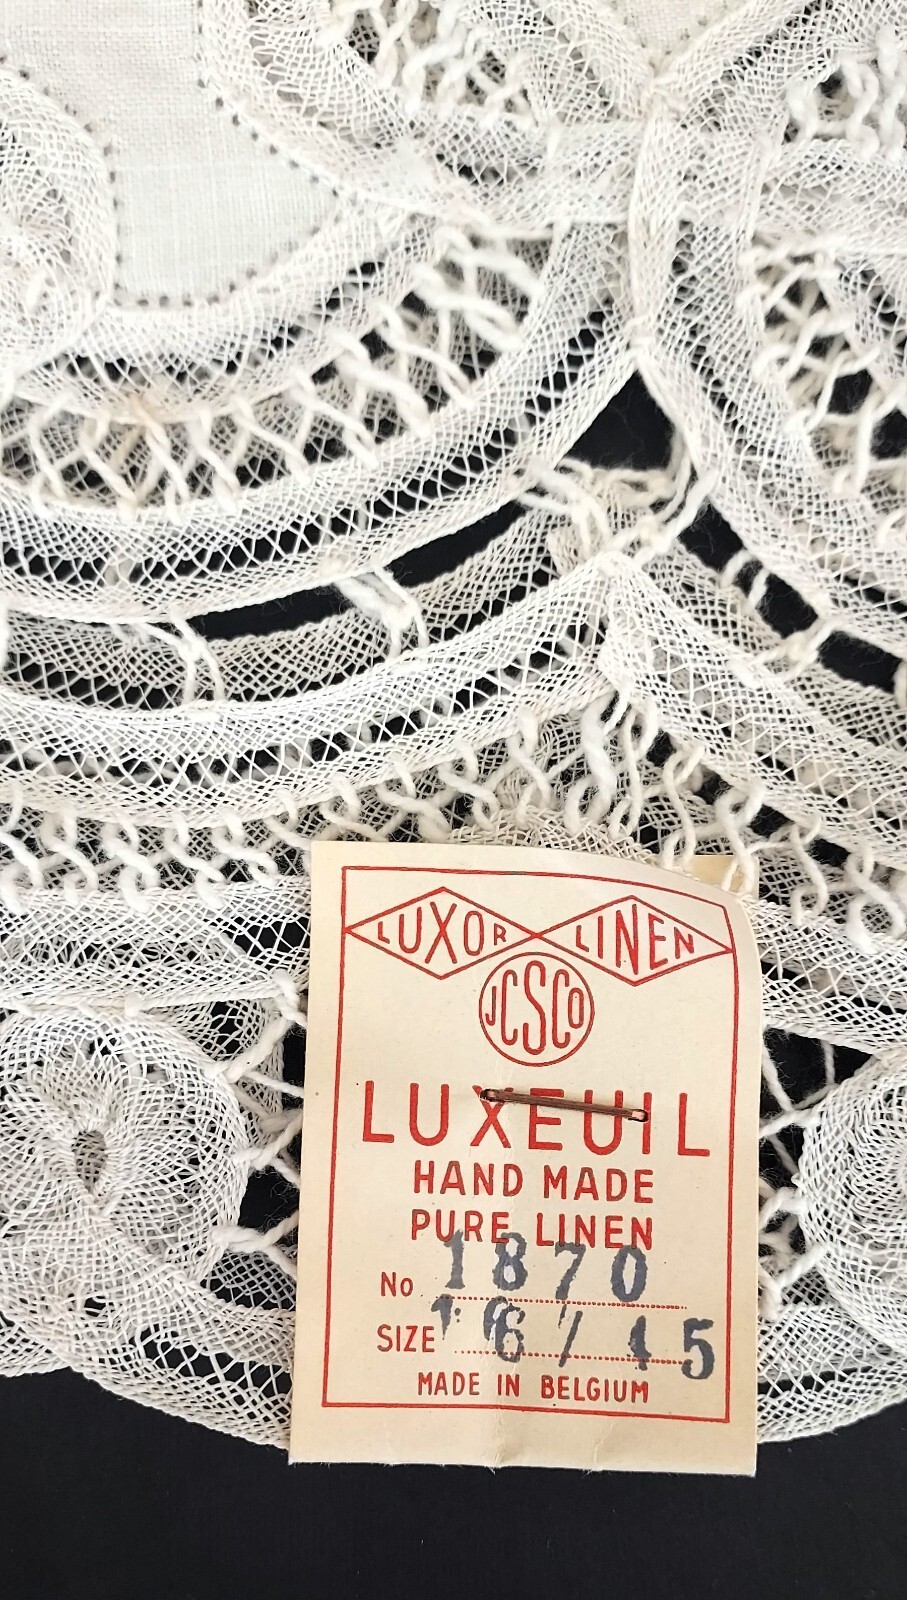 LUXOR LINEN
JCSCO
LUXEUIL
HAND MADE
PURE LINEN
No 1870
SIZE 16/15
MADE IN BELGIUM